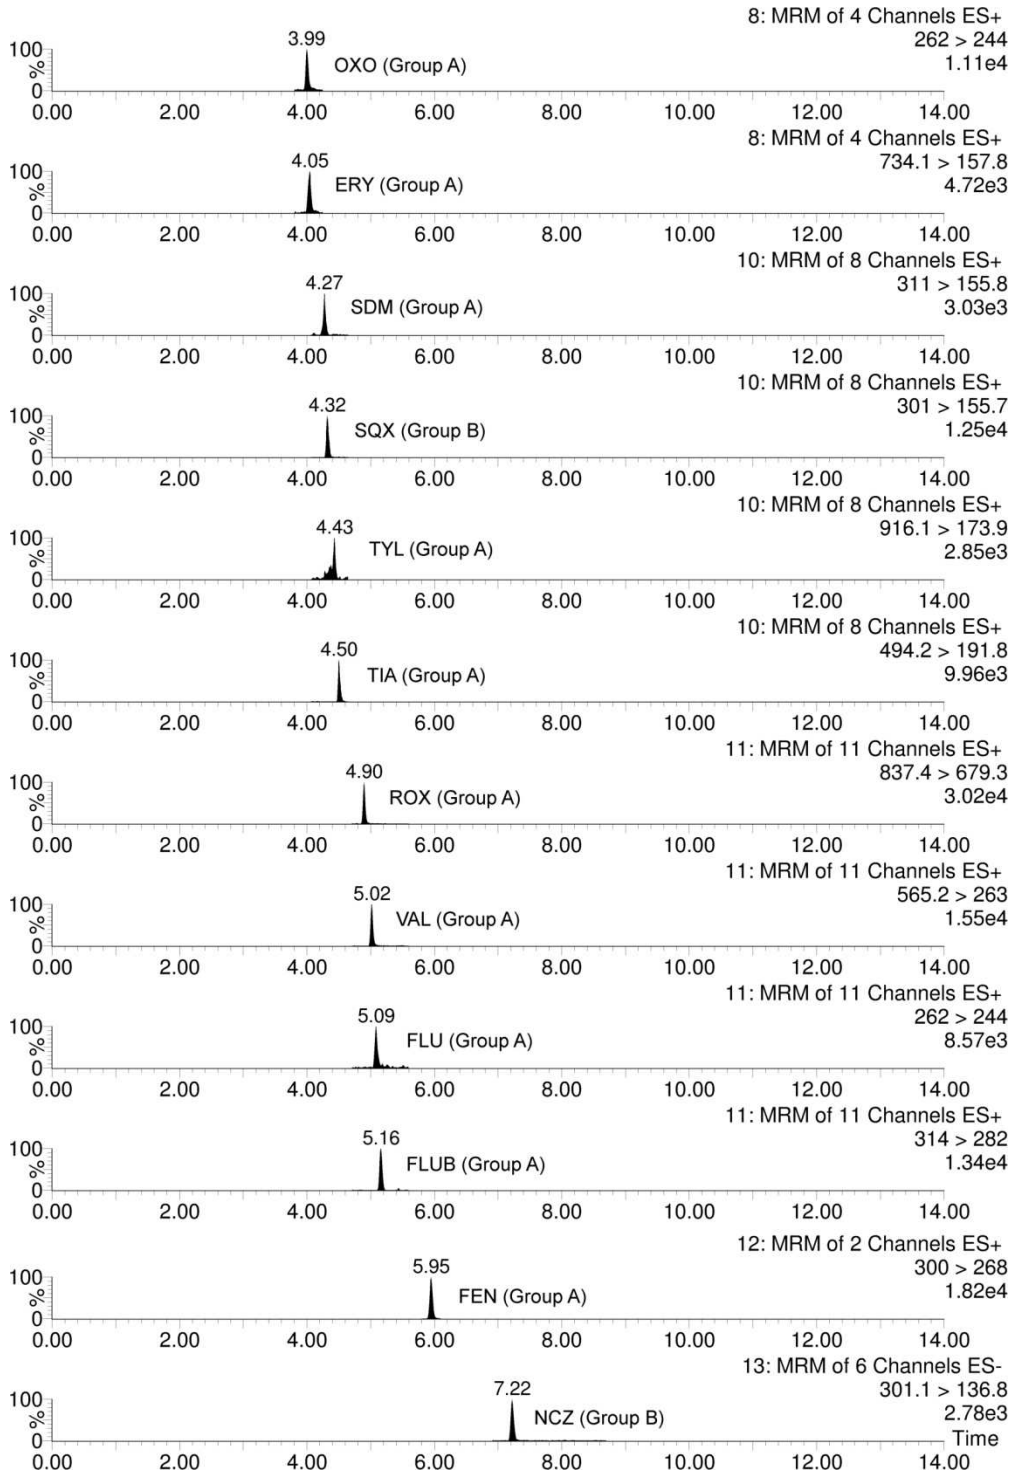 8: MRM of 4 Channels ES+
262 > 244
1.11e4
3.99
OXO (Group A)
100
%
0
0.00 2.00 4.00 6.00 8.00 10.00 12.00 14.00
8: MRM of 4 Channels ES+
734.1 > 157.8
4.72e3
4.05
ERY (Group A)
100
%
0
0.00 2.00 4.00 6.00 8.00 10.00 12.00 14.00
10: MRM of 8 Channels ES+
311 > 155.8
3.03e3
4.27
SDM (Group A)
100
%
0
0.00 2.00 4.00 6.00 8.00 10.00 12.00 14.00
10: MRM of 8 Channels ES+
301 > 155.7
1.25e4
4.32
SQX (Group B)
100
%
0
0.00 2.00 4.00 6.00 8.00 10.00 12.00 14.00
10: MRM of 8 Channels ES+
916.1 > 173.9
2.85e3
4.43
TYL (Group A)
100
%
0
0.00 2.00 4.00 6.00 8.00 10.00 12.00 14.00
10: MRM of 8 Channels ES+
494.2 > 191.8
9.96e3
4.50
TIA (Group A)
100
%
0
0.00 2.00 4.00 6.00 8.00 10.00 12.00 14.00
11: MRM of 11 Channels ES+
837.4 > 679.3
3.02e4
4.90
ROX (Group A)
100
%
0
0.00 2.00 4.00 6.00 8.00 10.00 12.00 14.00
11: MRM of 11 Channels ES+
565.2 > 263
1.55e4
5.02
VAL (Group A)
100
%
0
0.00 2.00 4.00 6.00 8.00 10.00 12.00 14.00
11: MRM of 11 Channels ES+
262 > 244
8.57e3
5.09
FLU (Group A)
100
%
0
0.00 2.00 4.00 6.00 8.00 10.00 12.00 14.00
11: MRM of 11 Channels ES+
314 > 282
1.34e4
5.16
FLUB (Group A)
100
%
0
0.00 2.00 4.00 6.00 8.00 10.00 12.00 14.00
12: MRM of 2 Channels ES+
300 > 268
1.82e4
5.95
FEN (Group A)
100
%
0
0.00 2.00 4.00 6.00 8.00 10.00 12.00 14.00
13: MRM of 6 Channels ES-
301.1 > 136.8
2.78e3
7.22
NCZ (Group B)
100
%
0
Time
0.00 2.00 4.00 6.00 8.00 10.00 12.00 14.00